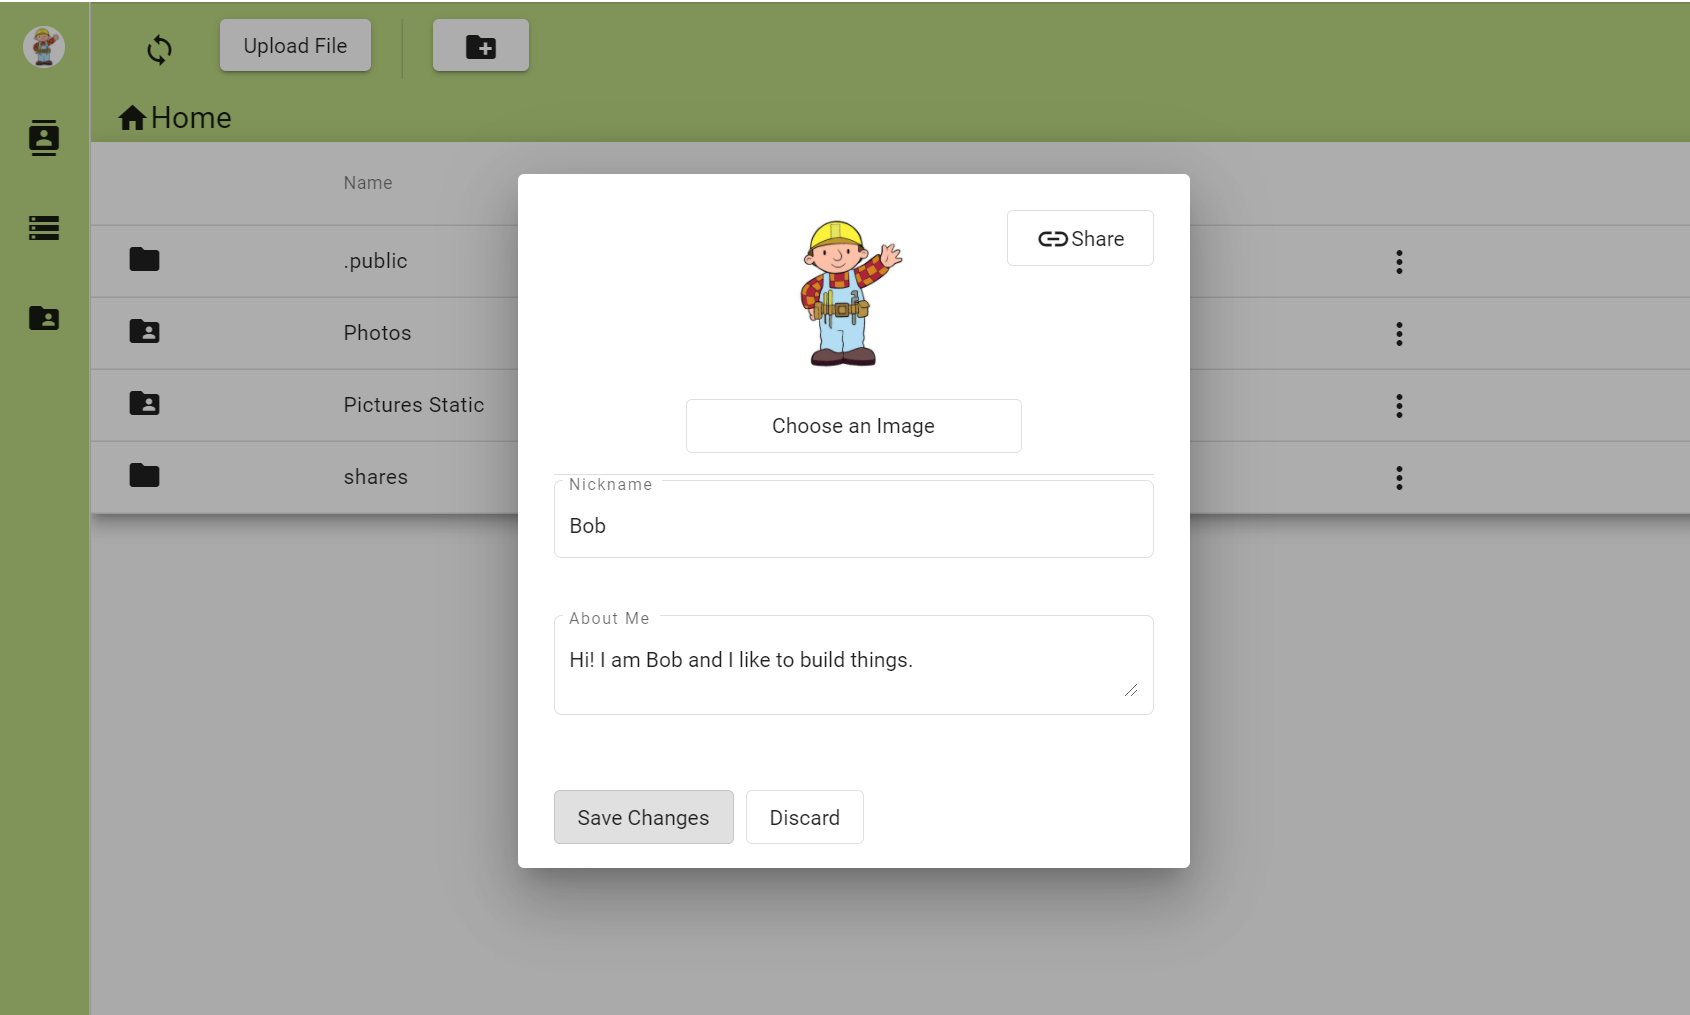 Upload File
Home
Name
.public
Photos
Pictures Static
shares
Share
Choose an Image
Nickname
Bob
About Me
Hi! I am Bob and I like to build things.
Save Changes
Discard